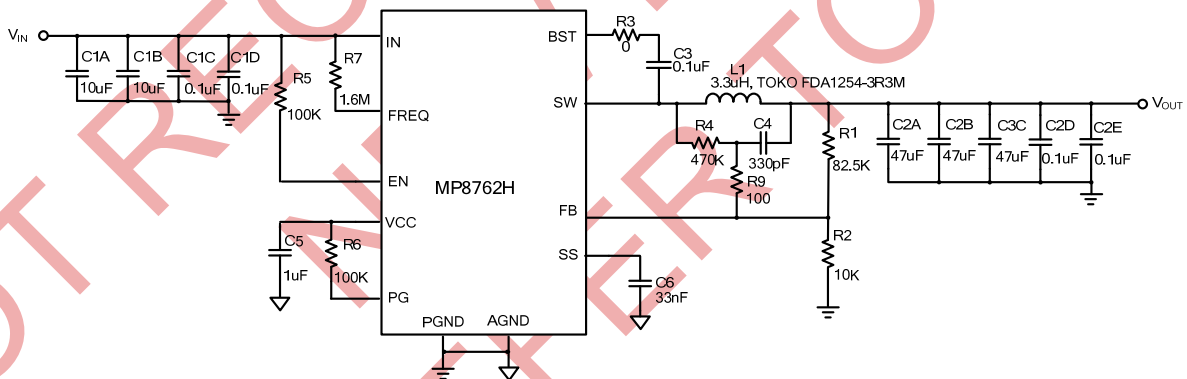 VIN
C1A
10uF
C1B
10uF
C1C
0.1uF
C1D
0.1uF
R5
100K
R7
1.6M
IN
FREQ
EN
VCC
PG
PGND
AGND
MP8762H
BST
SW
FB
SS
C5
1uF
R6
100K
R3
0
C3
0.1uF
L1
3.3uH, TOKO FDA1254-3R3M
R4
470K
C4
330pF
R9
100
R1
82.5K
R2
10K
C6
33nF
C2A
47uF
C2B
47uF
C3C
47uF
C2D
0.1uF
C2E
0.1uF
VOUT